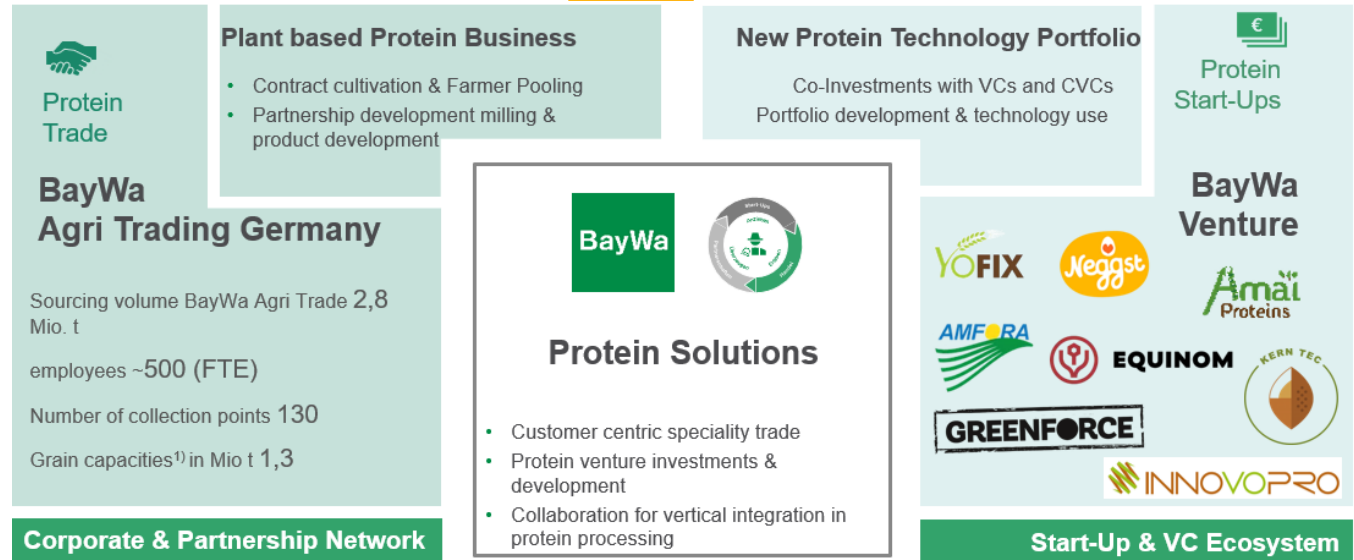 Protein
Trade
Plant based Protein Business
• Contract cultivation & Farmer Pooling
• Partnership development milling &
product development
BayWa
Agri Trading Germany
Sourcing volume BayWa Agri Trade 2,8
Mio. t
employees ~500 (FTE)
Number of collection points 130
Grain capacities¹⁾ in Mio t 1,3
Corporate & Partnership Network
BayWa
Start-Ups
Protein Solutions
• Customer centric speciality trade
• Protein venture investments &
development
• Collaboration for vertical integration in
protein processing
New Protein Technology Portfolio
Co-Investments with VCs and CVCs
Portfolio development & technology use
€
Protein
Start-Ups
BayWa
Venture
YOFIX
Neggst
Amaï
Proteins
AMFORA
EQUINOM
KERN TEC
GREENFORCE
INNOVOPRO
Start-Up & VC Ecosystem